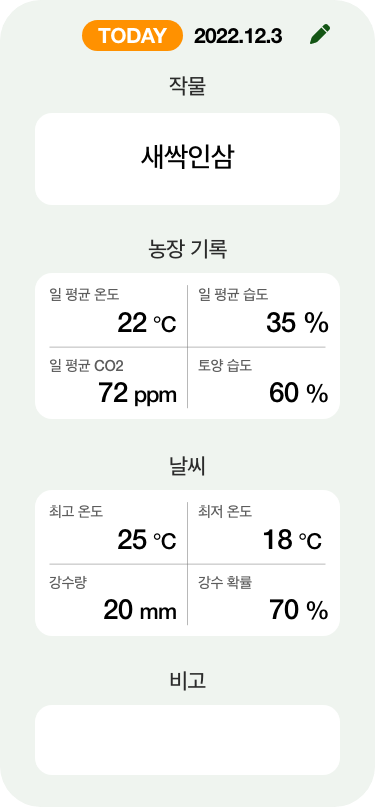 TODAY 2022.12.3
작물
새싹인삼
농장 기록
일 평균 온도 일 평균 습도
22 °C 35 %
일 평균 CO2 토양 습도
72 ppm 60 %
날씨
최고 온도 최저 온도
25 °C 18 °C
강수량 강수 확률
20 mm 70 %
비고